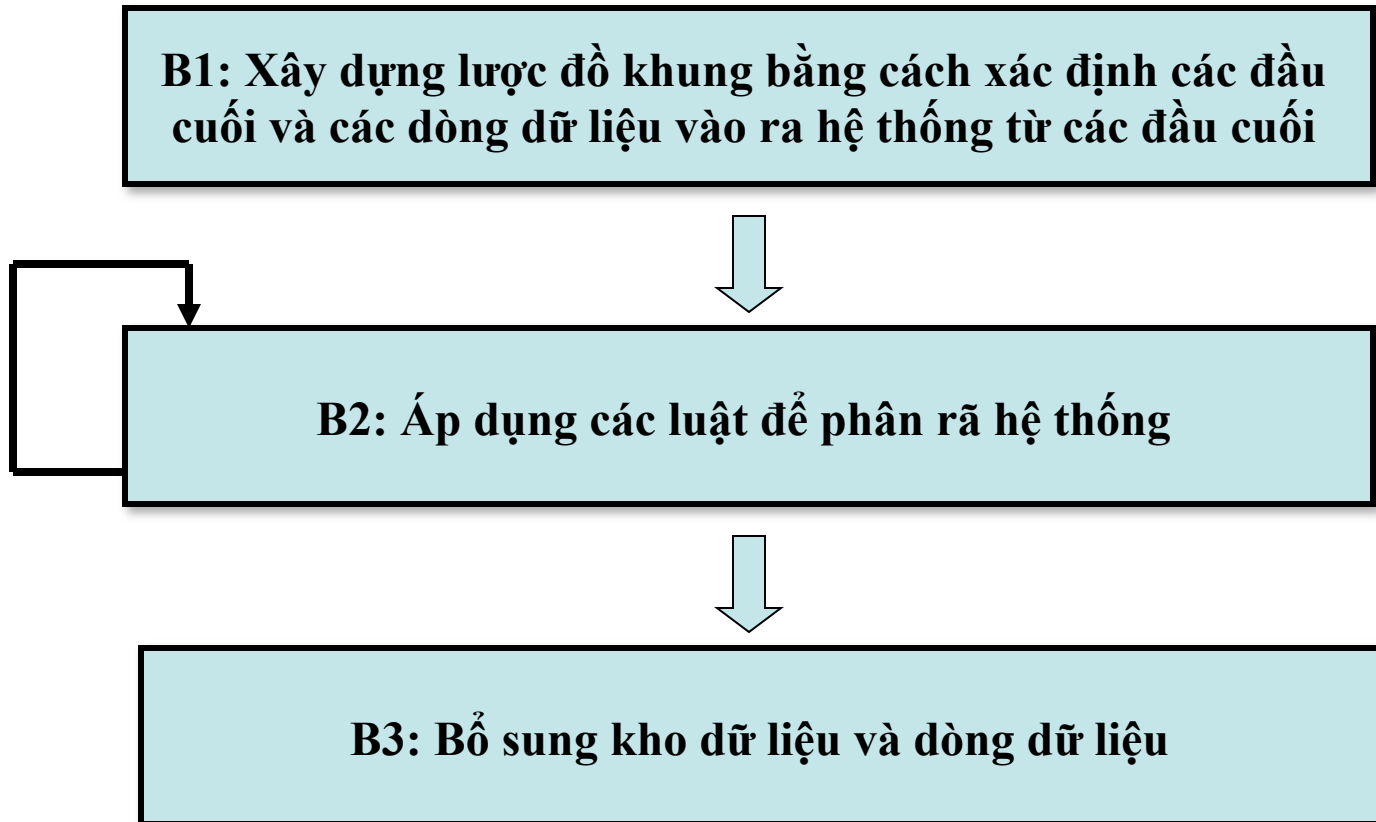 B1: Xây dựng lược đồ khung bằng cách xác định các đầu
cuối và các dòng dữ liệu vào ra hệ thống từ các đầu cuối
B2: Áp dụng các luật để phân rã hệ thống
B3: Bổ sung kho dữ liệu và dòng dữ liệu